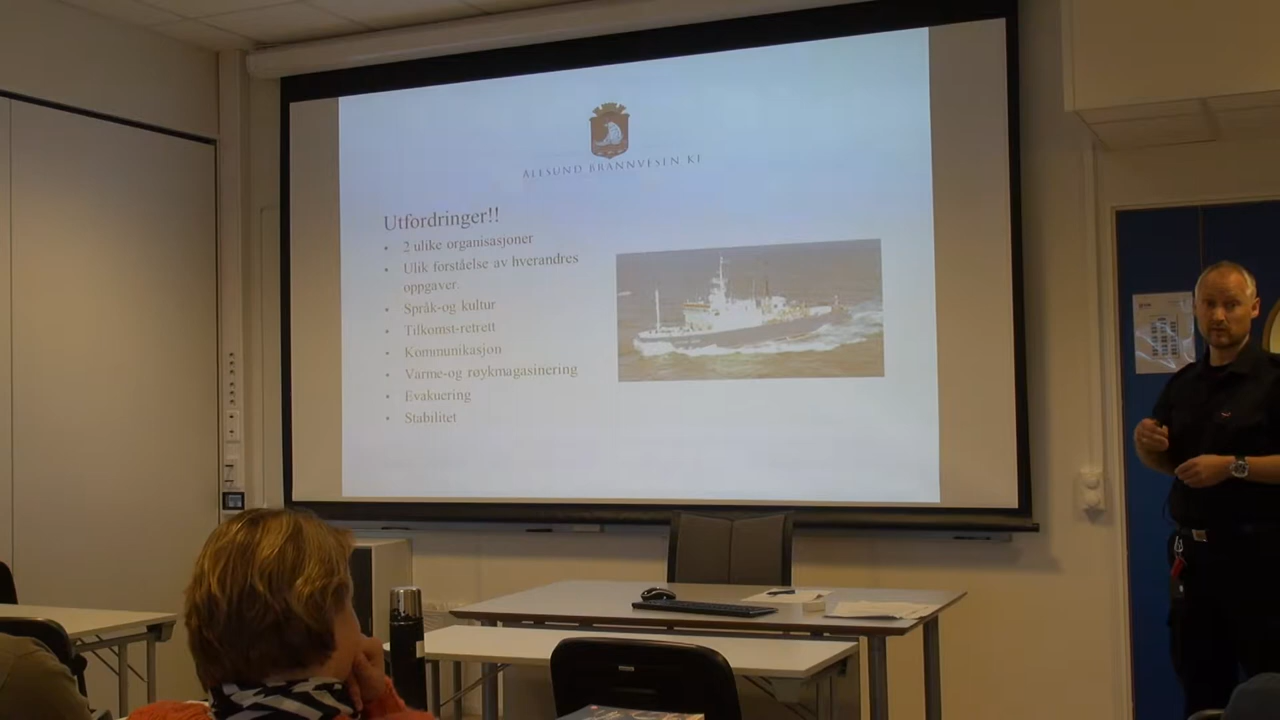 ÅLESUND BRANNVESEN KF
Utfordringer!!
• 2 ulike organisasjoner
• Ulik forståelse av hverandres
oppgaver
• Språk-og kultur
• Tilkomst-retrett
• Kommunikasjon
• Varme-og røykmagasinering
• Evakuering
• Stabilitet